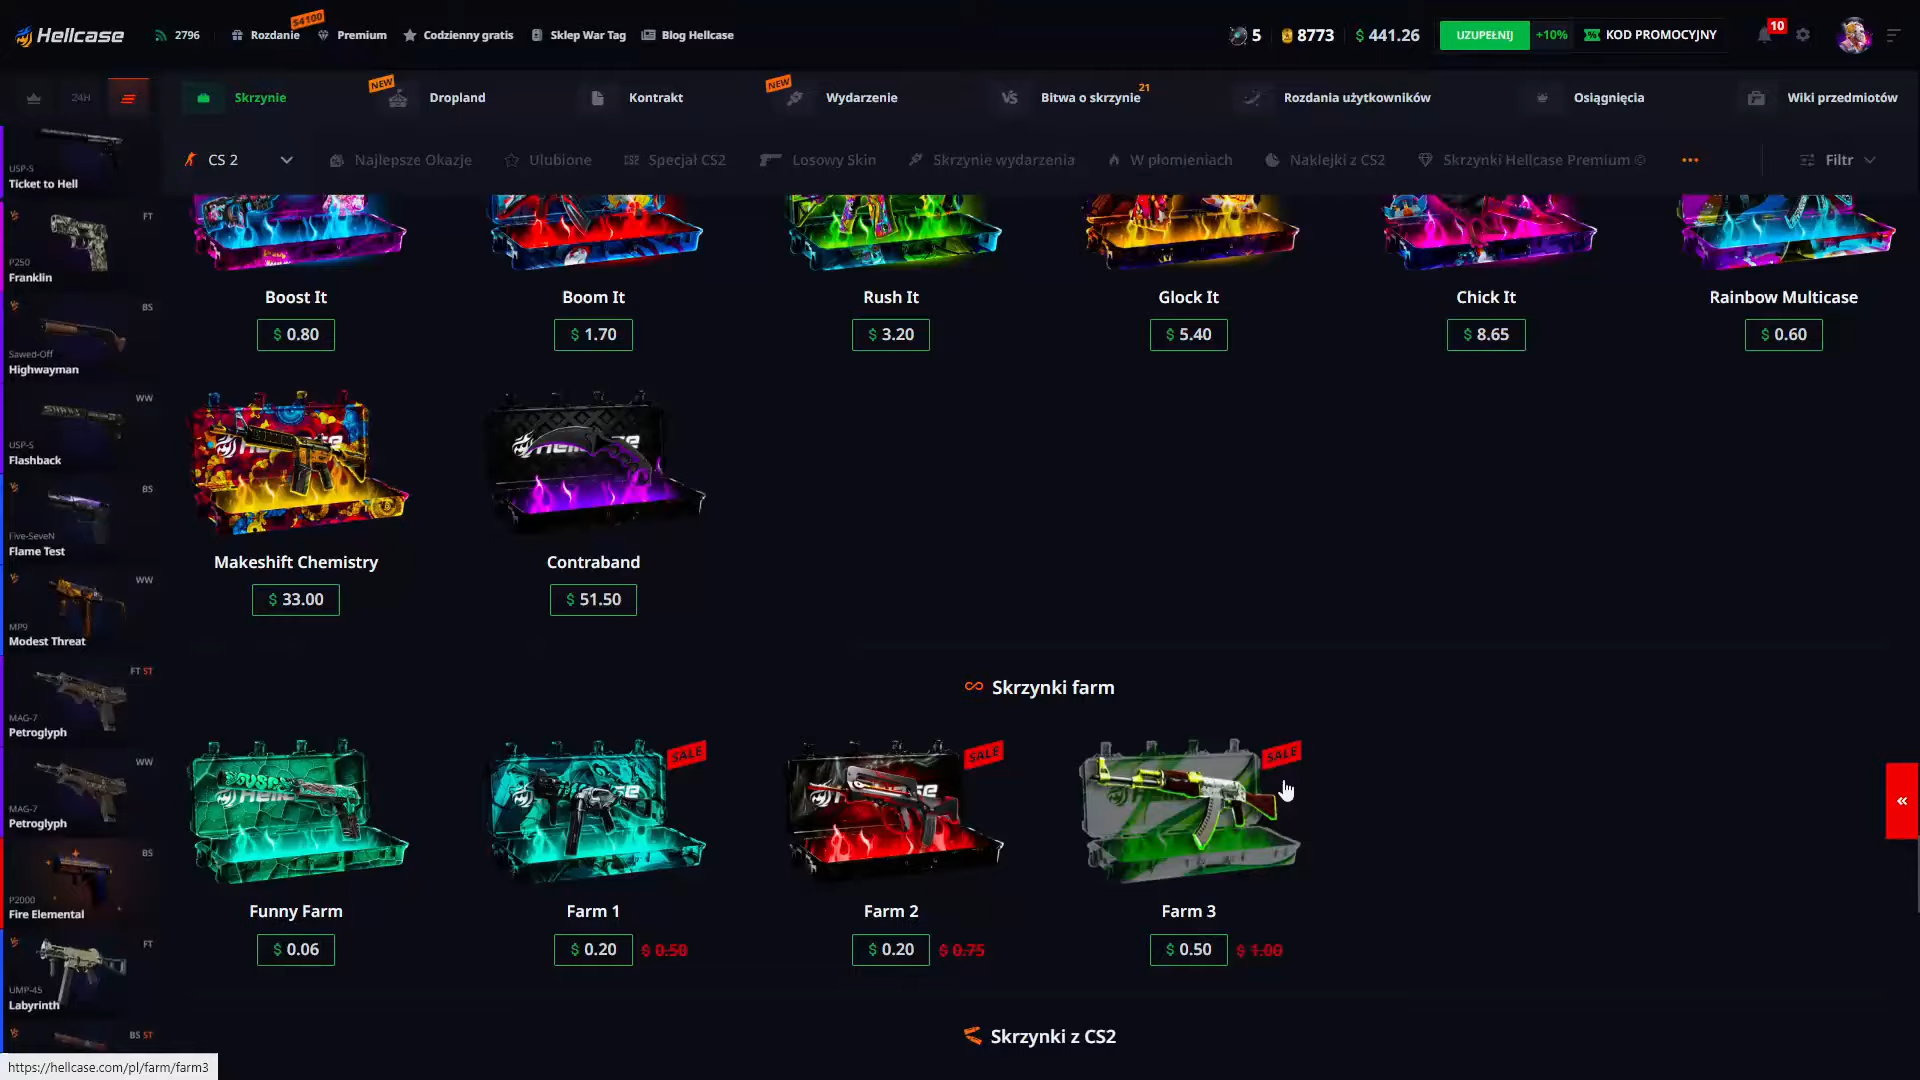 Hellcase
2796
Rozdanie
$4100
Premium
Codzienny gratis
Sklep War Tag
Blog Hellcase
5
8773
$ 441.26
UZUPEŁNIJ
+10%
KOD PROMOCYJNY
10
24H
Skrzynie
NEW
Dropland
Kontrakt
NEW
Wydarzenie
VS
Bitwa o skrzynie
21
Rozdania użytkowników
Osiągnięcia
Wiki przedmiotów
CS 2
Najlepsze Okazje
Ulubione
Specjał CS2
Losowy Skin
Skrzynie wydarzenia
W płomieniach
Naklejki z CS2
Skrzynki Hellcase Premium ©
Filtr
USP-S
Ticket to Hell
FT
P250
Franklin
BS
Sawed-Off
Highwayman
WW
USP-S
Flashback
BS
Five-SeveN
Flame Test
WW
MP9
Modest Threat
FT ST
MAG-7
Petroglyph
WW
MAG-7
Petroglyph
BS
P2000
Fire Elemental
FT
UMP-45
Labyrinth
BS ST
Boost It
$ 0.80
Boom It
$ 1.70
Rush It
$ 3.20
Glock It
$ 5.40
Chick It
$ 8.65
Rainbow Multicase
$ 0.60
Makeshift Chemistry
$ 33.00
Contraband
$ 51.50
Skrzynki farm
SALE
SALE
SALE
Funny Farm
$ 0.06
Farm 1
$ 0.20 $ 0.50
Farm 2
$ 0.20 $ 0.75
Farm 3
$ 0.50 $ 1.00
«
Skrzynki z CS2
https://hellcase.com/pl/farm/farm3